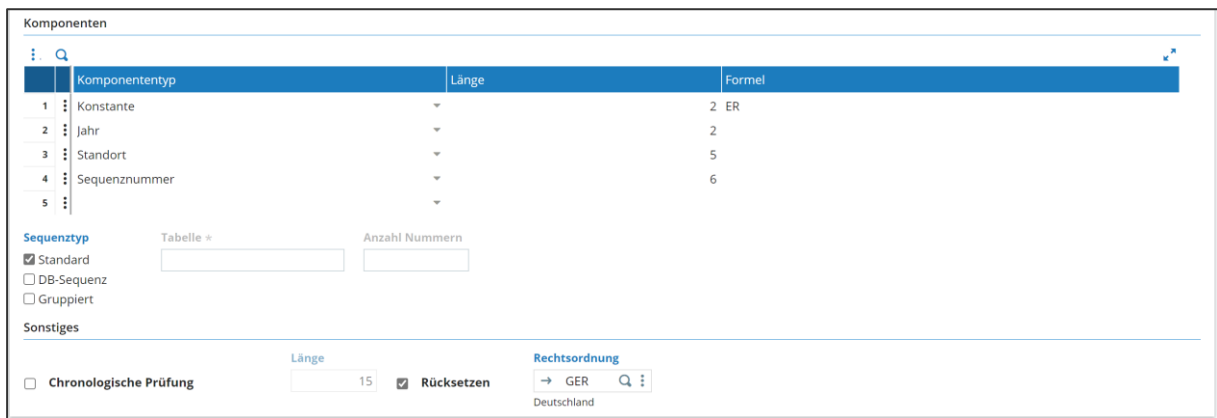 Komponenten
Komponententyp Länge Formel
1 Konstante 2 ER
2 Jahr 2
3 Standort 5
4 Sequenznummer 6
5
Sequenztyp Tabelle * Anzahl Nummern
Standard
DB-Sequenz
Gruppiert
Sonstiges
Länge Rechtsordnung
Chronologische Prüfung 15 Rücksetzen → GER
Deutschland